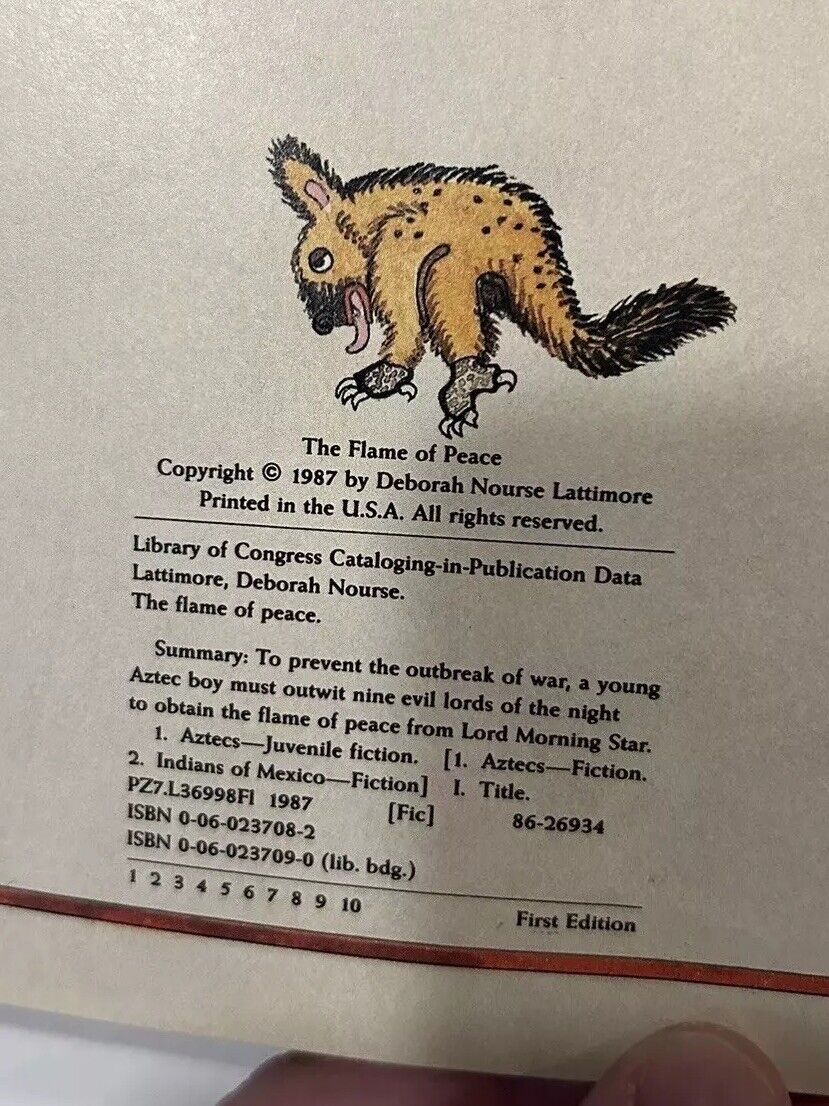 The Flame of Peace
Copyright © 1987 by Deborah Nourse Lattimore
Printed in the U.S.A. All rights reserved.
Library of Congress Cataloging-in-Publication Data
Lattimore, Deborah Nourse.
The flame of peace.
Summary: To prevent the outbreak of war, a young
Aztec boy must outwit nine evil lords of the night
to obtain the flame of peace from Lord Morning Star.
1. Aztecs—Juvenile fiction. [1. Aztecs—Fiction.
2. Indians of Mexico—Fiction] I. Title.
PZ7.L36998Fl 1987 [Fic] 86-26934
ISBN 0-06-023708-2
ISBN 0-06-023709-0 (lib. bdg.)
1 2 3 4 5 6 7 8 9 10
First Edition